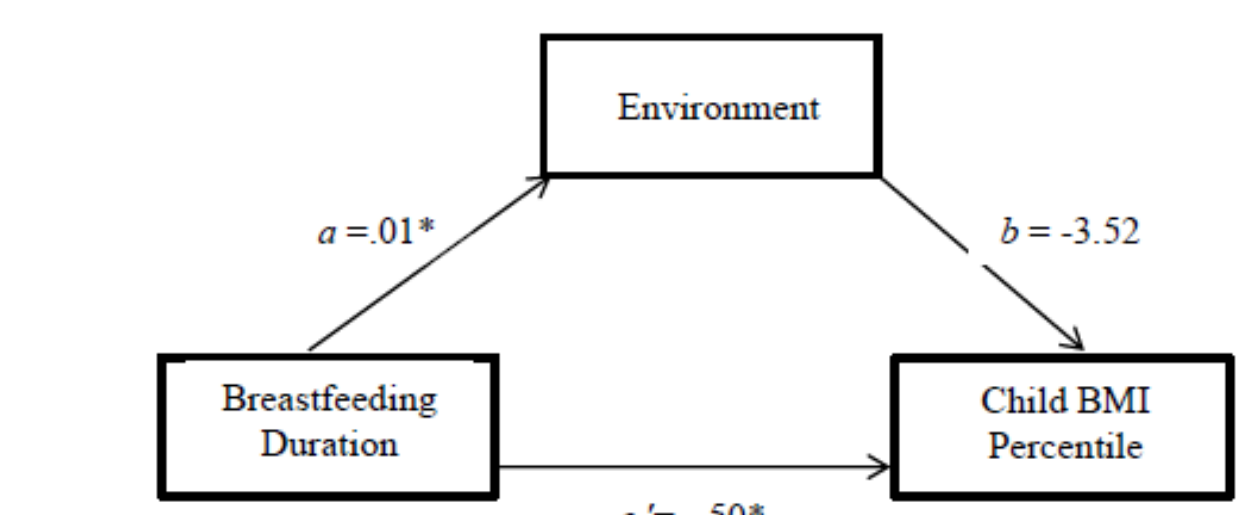 Environment
a =.01*
b = -3.52
Breastfeeding
Duration
Child BMI
Percentile